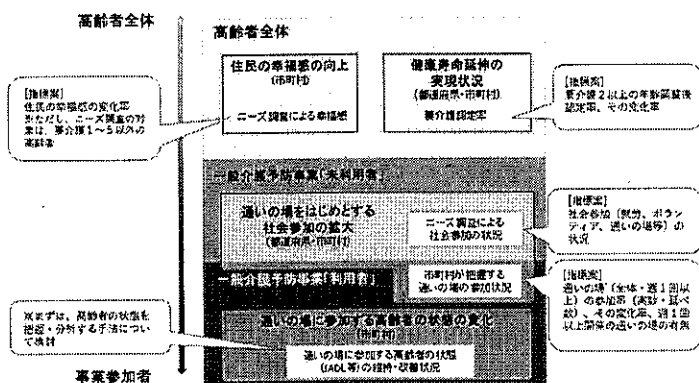 高齢者全体
高齢者全体
住民の幸福感の向上
(市町村)
ニーズ調査による幸福感
健康寿命延伸の
実現状況
(都道府県・市町村)
要介護認定率
[指標案]
住民の幸福感の変化率
※ただし、ニーズ調査の対
象は、要介護1~5以外の
高齢者
[指標案]
要介護2以上の年齢調整後
認定率、その変化率
一般介護予防事業「未利用者」
通いの場をはじめとする
社会参加の拡大
(都道府県・市町村)
ニーズ調査による
社会参加の状況
[指標案]
社会参加(就労、ボラン
ティア、通いの場等)の
状況
一般介護予防事業「利用者」
市町村が把握する
通いの場の参加状況
[指標案]
通いの場(全体・週1回以
上)の参加率(実数・延べ
数)、その変化率、週1回
以上開催の通いの場の有無
通いの場に参加する高齢者の状態の変化
(市町村)
通いの場に参加する高齢者の状態
(IADL等)の維持・改善状況
※まずは、高齢者の状態を
把握・分析する手法につい
て検討
事業参加者